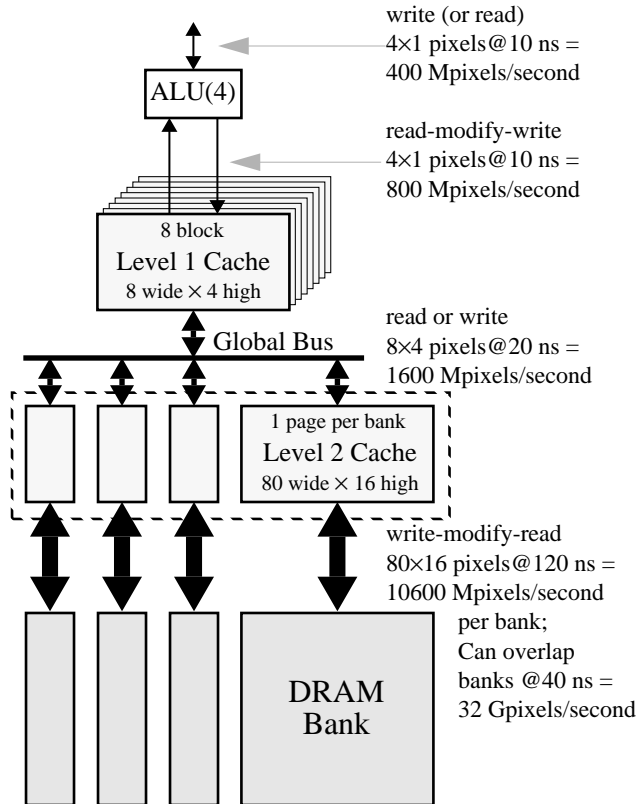 write (or read)
4×1 pixels@10 ns =
400 Mpixels/second
ALU(4)
read-modify-write
4×1 pixels@10 ns =
800 Mpixels/second
8 block
Level 1 Cache
8 wide × 4 high
Global Bus
read or write
8×4 pixels@20 ns =
1600 Mpixels/second
1 page per bank
Level 2 Cache
80 wide × 16 high
write-modify-read
80×16 pixels@120 ns =
10600 Mpixels/second
per bank;
Can overlap
banks @40 ns =
32 Gpixels/second
DRAM
Bank